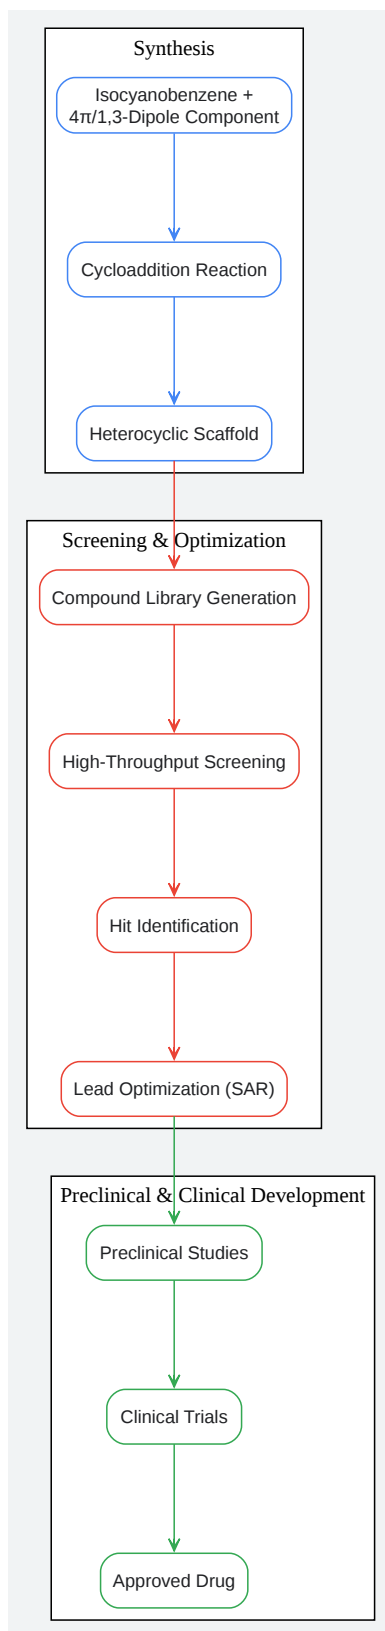 Synthesis
Isocyanobenzene +
4π/1,3-Dipole Component
Cycloaddition Reaction
Heterocyclic Scaffold
Screening & Optimization
Compound Library Generation
High-Throughput Screening
Hit Identification
Lead Optimization (SAR)
Preclinical & Clinical Development
Preclinical Studies
Clinical Trials
Approved Drug